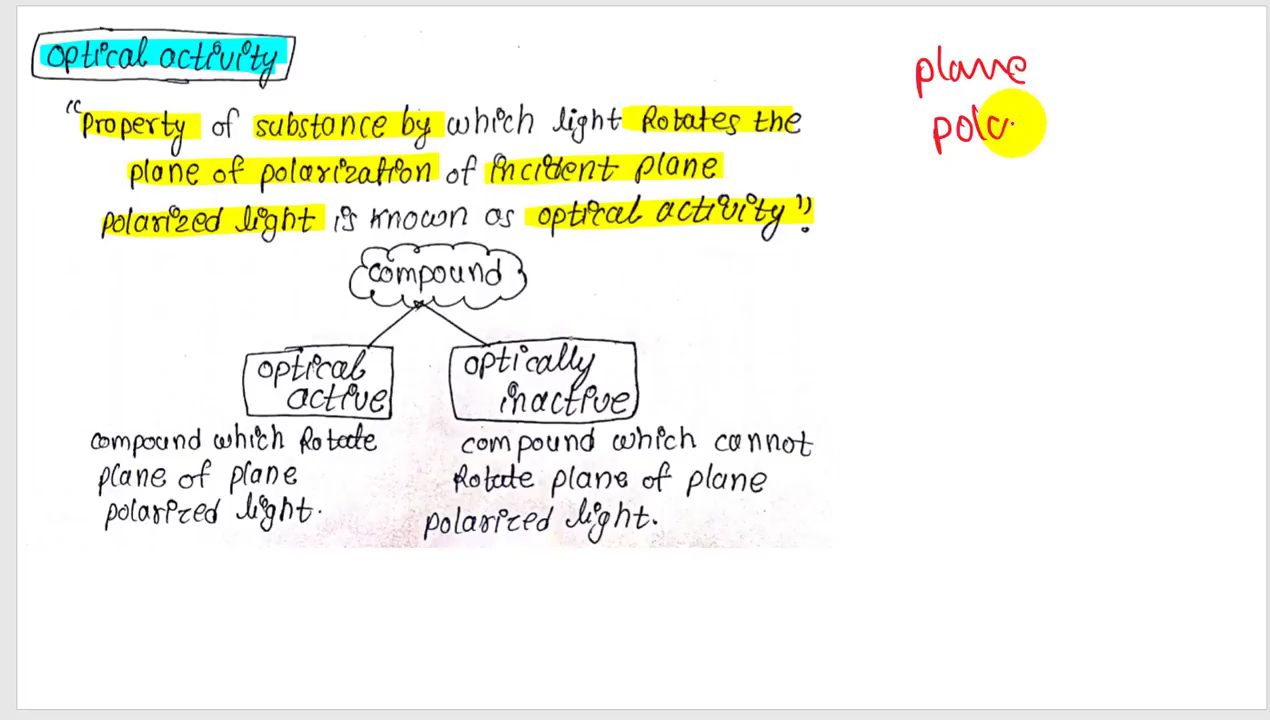 optical activity
"Property of substance by which light Rotates the
plane of polarization of incident plane
polarized light is known as optical activity".
compound
optical
active
optically
inactive
compound which Rotate
plane of plane
polarized light.
compound which cannot
Rotate plane of plane
polarized light.
plane
pola